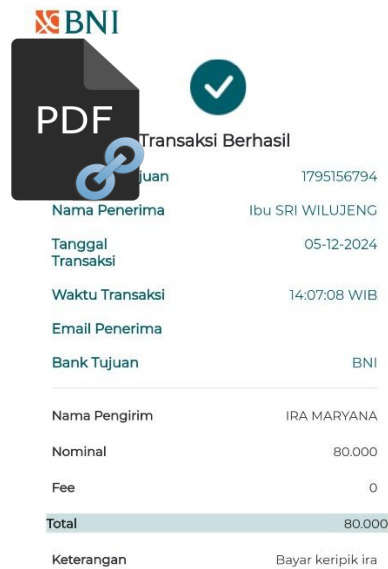 BNI
PDF
Transaksi Berhasil
juan 1795156794
Nama Penerima Ibu SRI WILUJENG
Tanggal
Transaksi 05-12-2024
Waktu Transaksi 14:07:08 WIB
Email Penerima
Bank Tujuan BNI
Nama Pengirim IRA MARYANA
Nominal 80.000
Fee 0
Total 80.000
Keterangan Bayar keripik ira